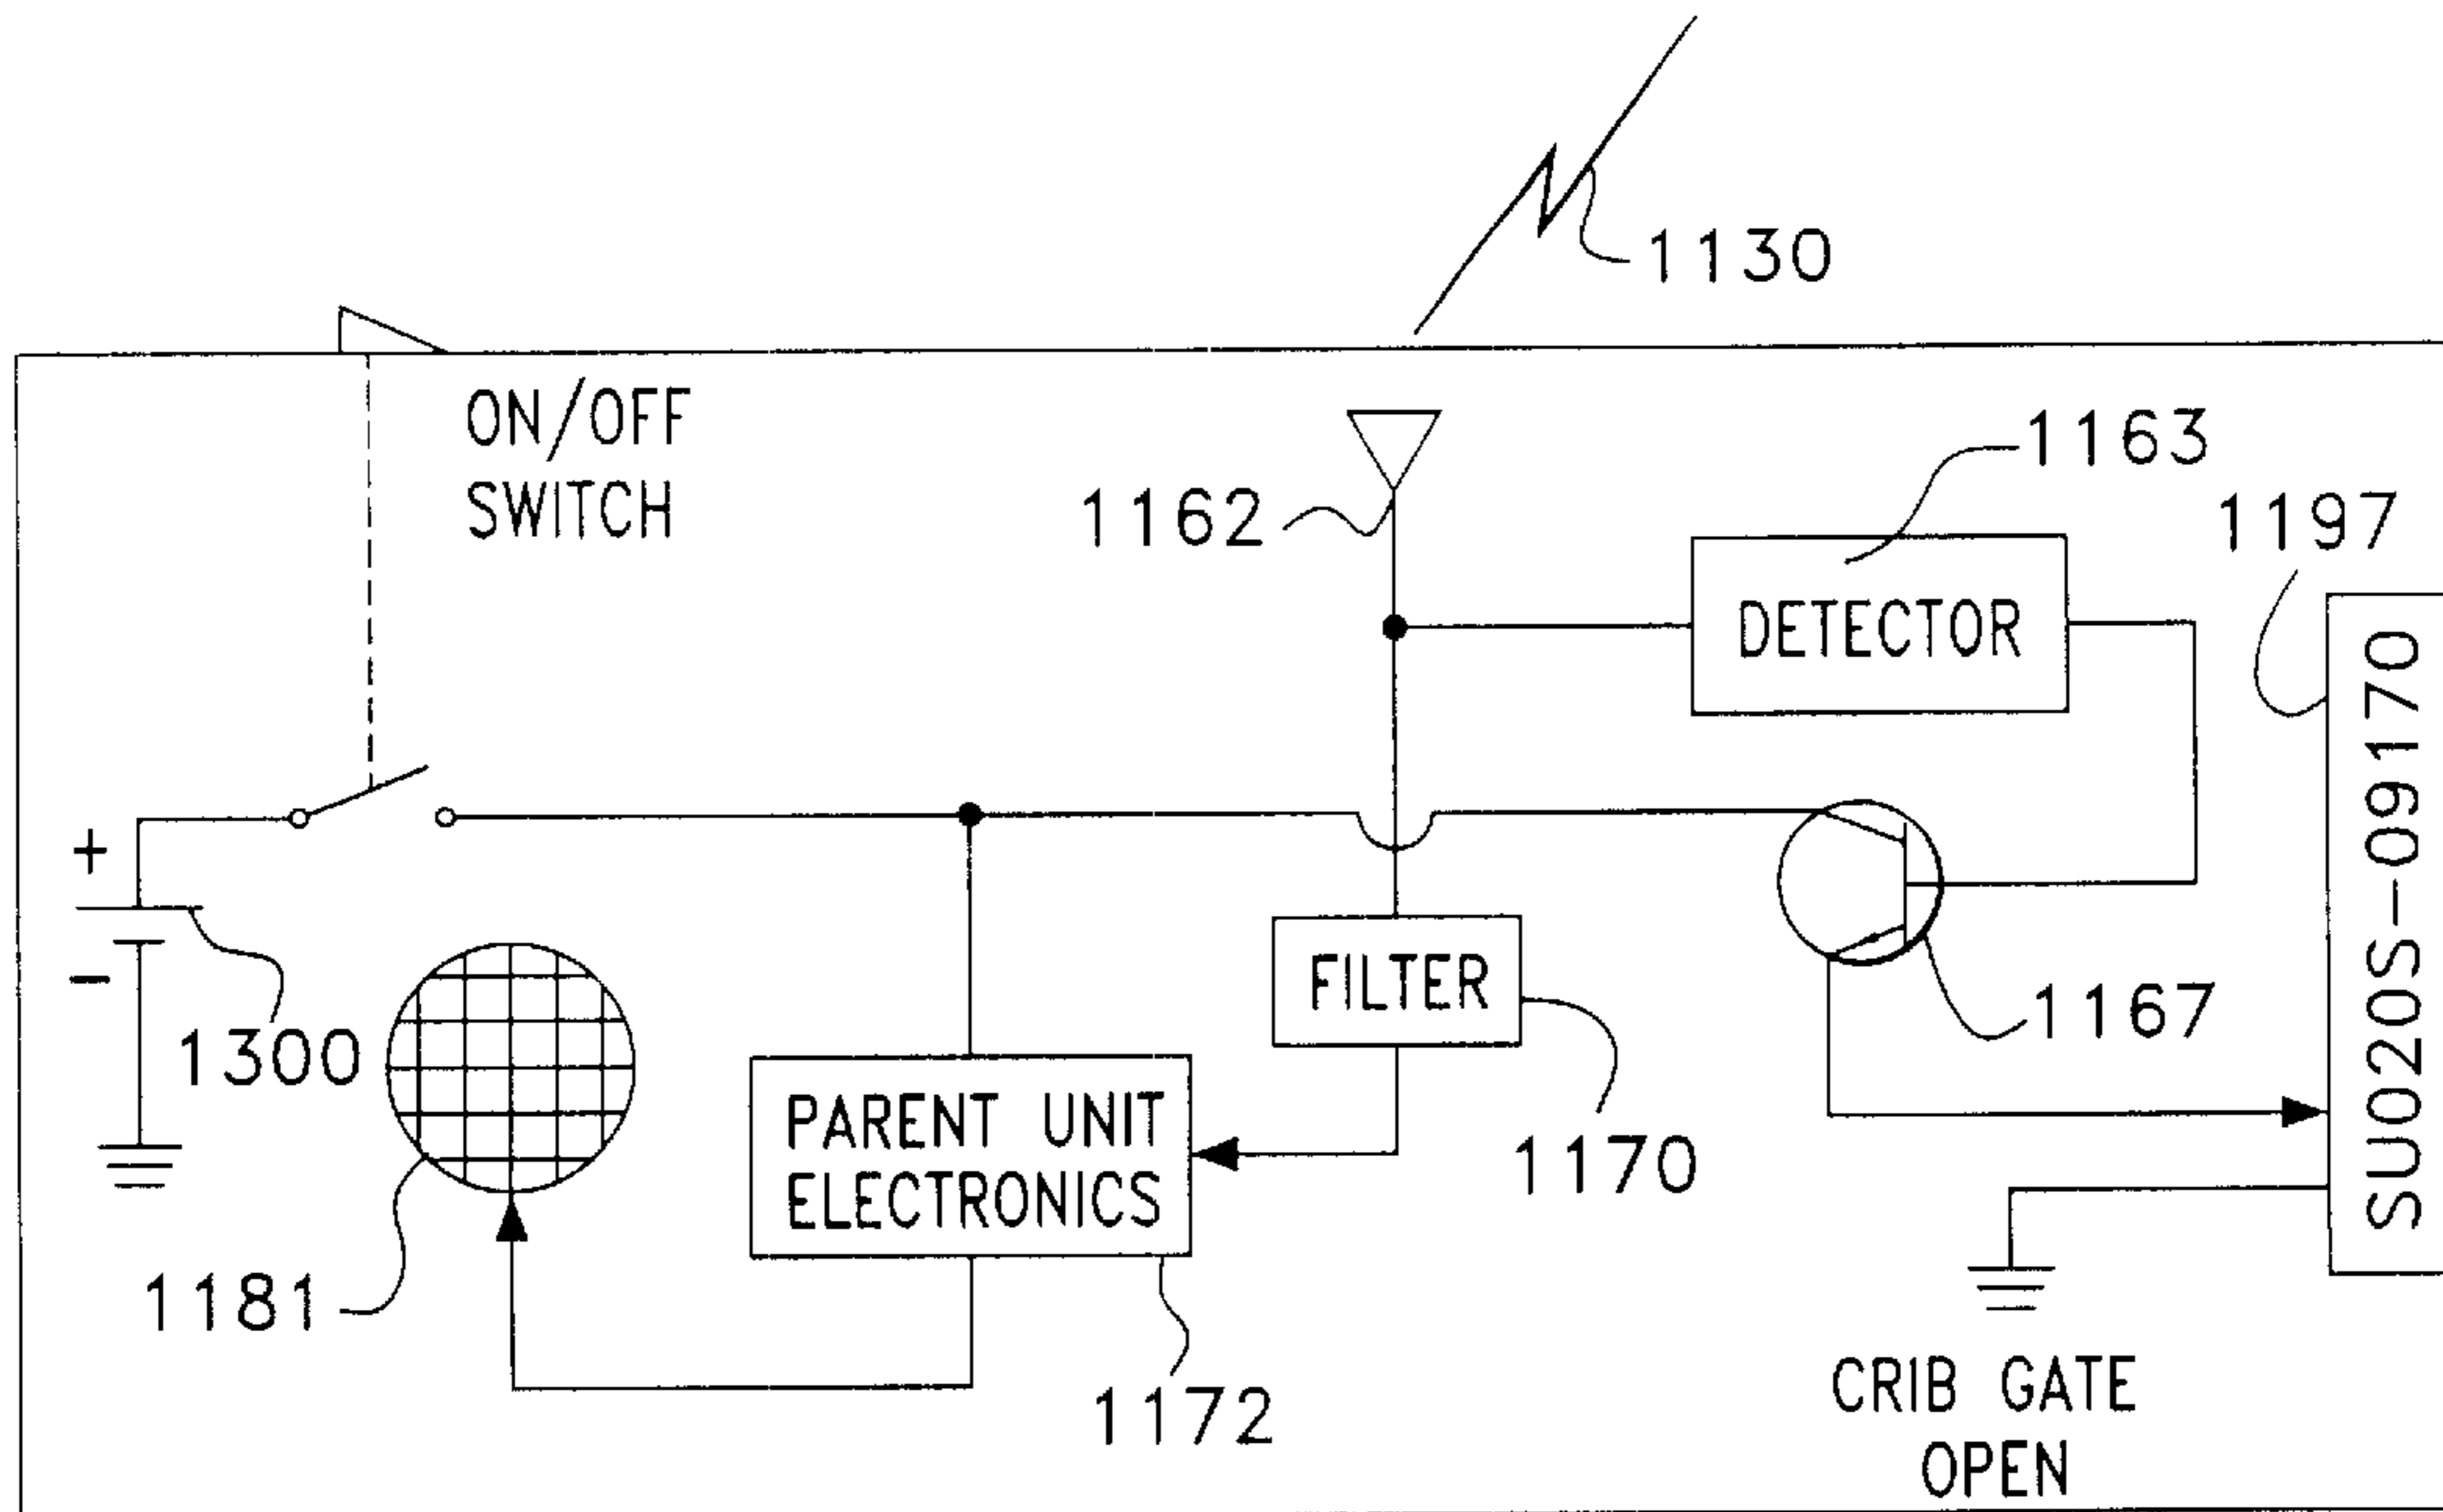 1130
ON/OFF
SWITCH
1162
1163
1197
DETECTOR
SU020S-09170
+
-
1300
FILTER
1167
PARENT UNIT
ELECTRONICS
1170
1181
1172
CRIB GATE
OPEN